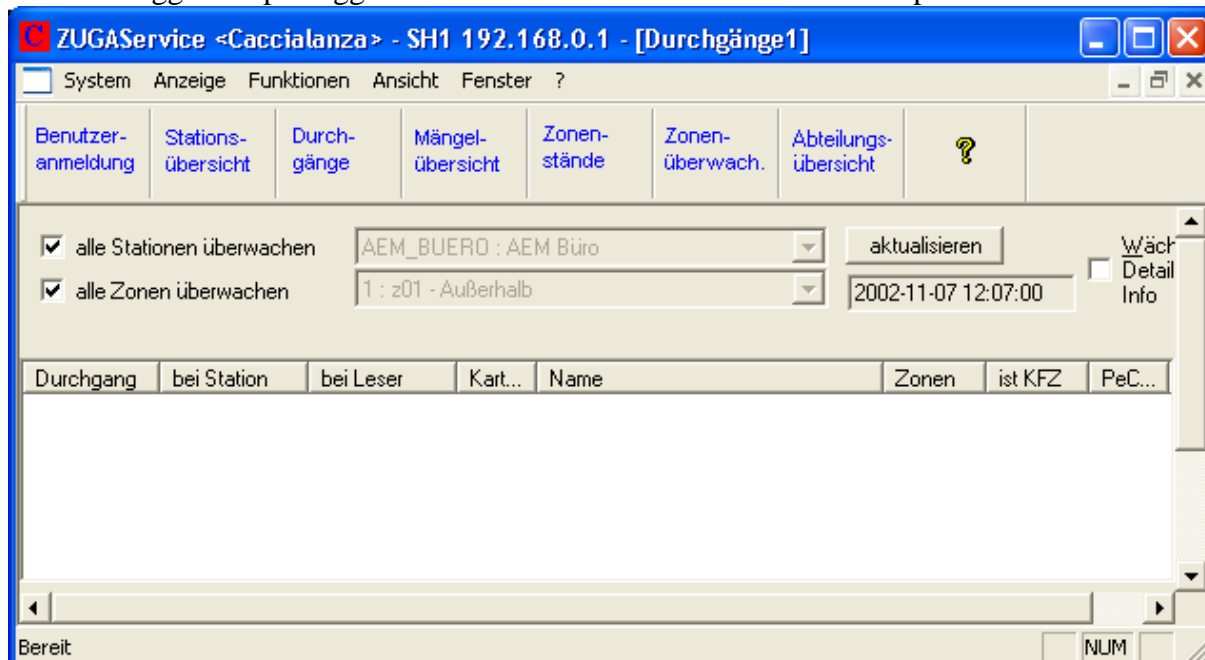 ZUGAService <Caccialanza> - SH1 192.168.0.1 - [Durchgänge1]
System Anzeige Funktionen Ansicht Fenster ?
Benutzer-
anmeldung
Stations-
übersicht
Durch-
gänge
Mängel-
übersicht
Zonen-
stände
Zonen-
überwach.
Abteilungs-
übersicht
?
alle Stationen überwachen AEM_BUERO : AEM Büro aktualisieren
alle Zonen überwachen 1 : z01 - Außerhalb 2002-11-07 12:07:00
Wäch
Detail
Info
Durchgang bei Station bei Leser Kart... Name Zonen ist KFZ PeC...
Bereit NUM